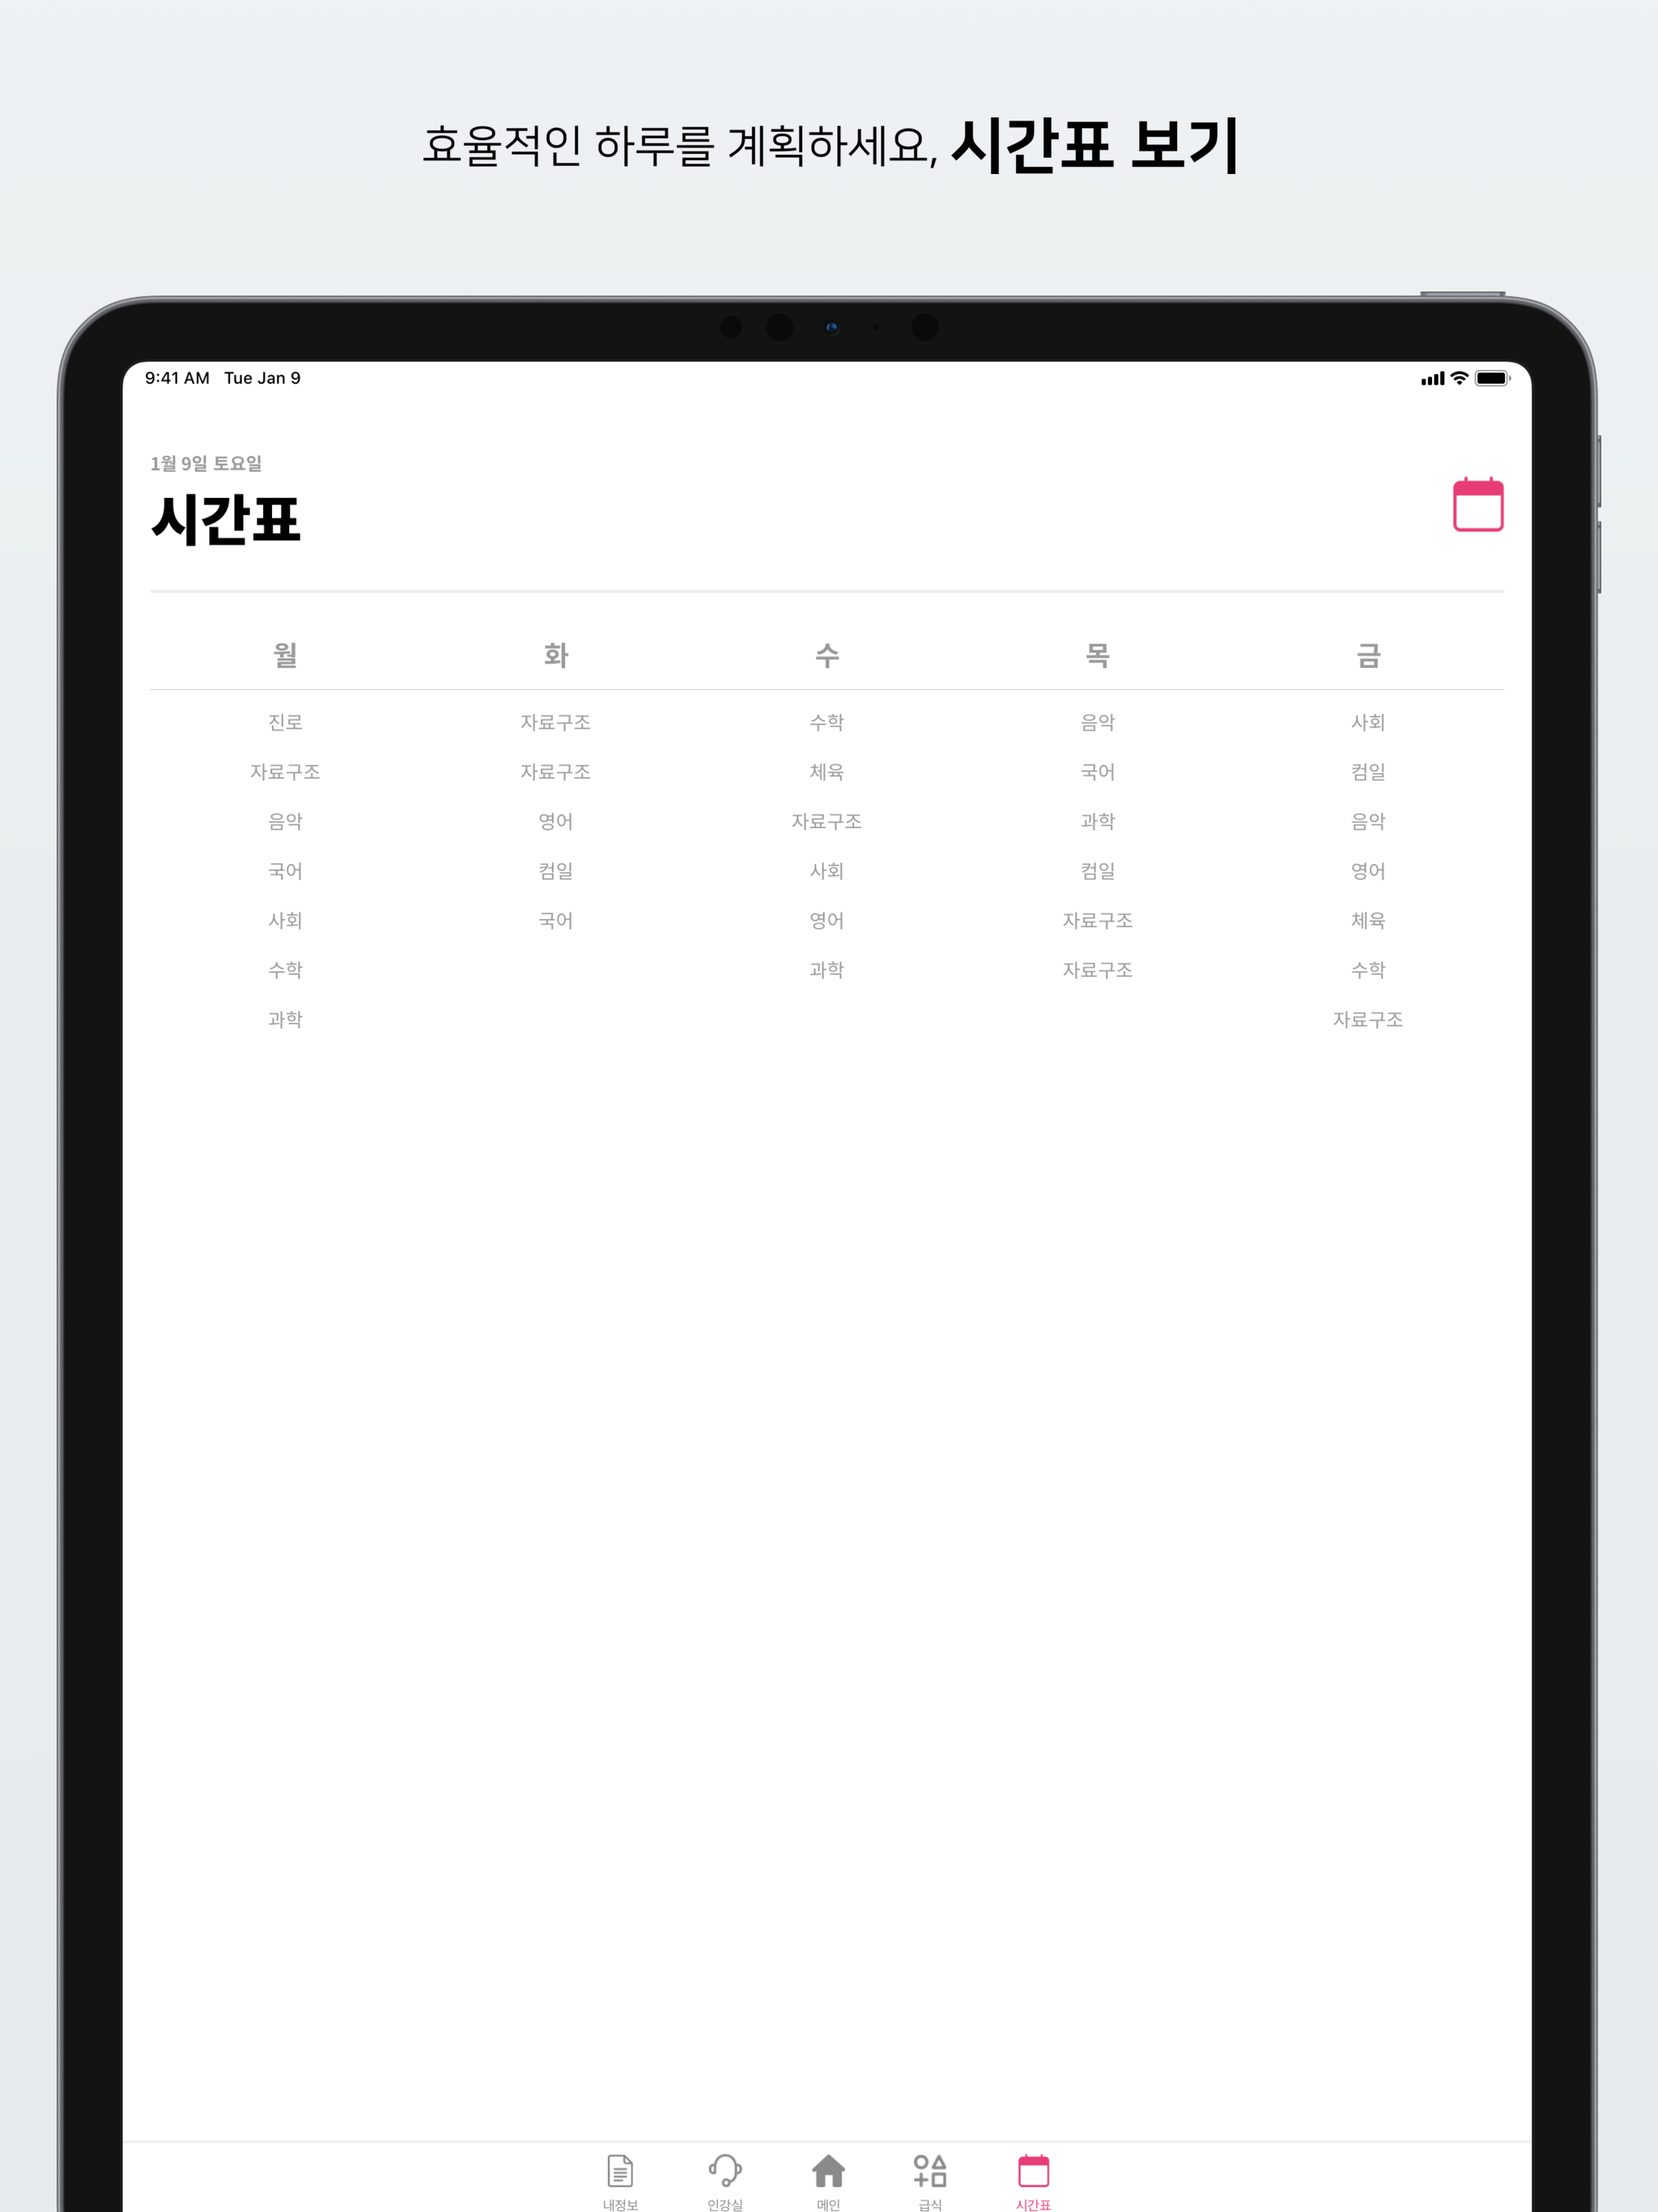 효율적인 하루를 계획하세요, 시간표 보기
9:41 AM Tue Jan 9
1월 9일 토요일
시간표
월 화 수 목 금
진로 자료구조 수학 음악 사회
자료구조 자료구조 체육 국어 컴일
음악 영어 자료구조 과학 음악
국어 컴일 사회 컴일 영어
사회 국어 영어 자료구조 체육
수학 과학 자료구조 수학
과학 자료구조
내정보 인강실 메인 급식 시간표